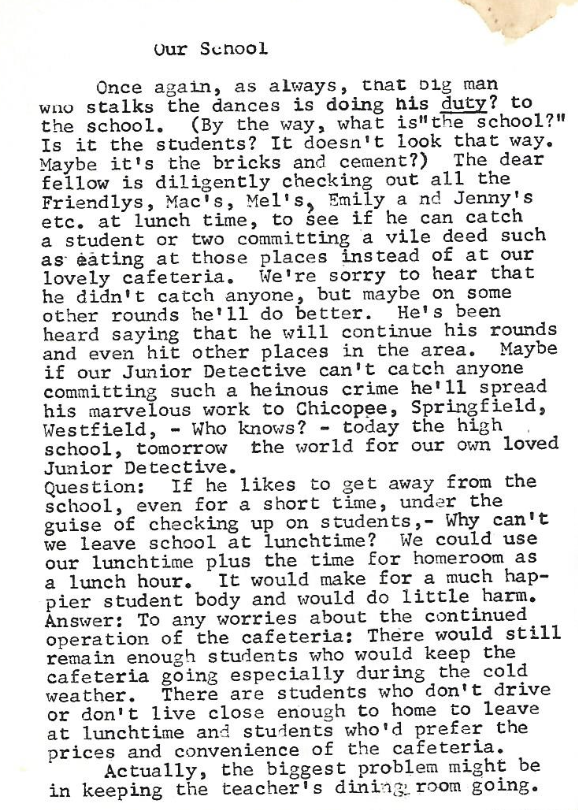 Our School
Once again, as always, that big man
who stalks the dances is doing his duty? to
the school. (By the way, what is"the school?"
Is it the students? It doesn't look that way.
Maybe it's the bricks and cement?) The dear
fellow is diligently checking out all the
Friendlys, Mac's, Mel's, Emily a nd Jenny's
etc. at lunch time, to see if he can catch
a student or two committing a vile deed such
as eating at those places instead of at our
lovely cafeteria. We're sorry to hear that
he didn't catch anyone, but maybe on some
other rounds he'll do better. He's been
heard saying that he will continue his rounds
and even hit other places in the area. Maybe
if our Junior Detective can't catch anyone
committing such a heinous crime he'll spread
his marvelous work to Chicopee, Springfield,
Westfield, - Who knows? - today the high
school, tomorrow the world for our own loved
Junior Detective.
Question: If he likes to get away from the
school, even for a short time, under the
guise of checking up on students,- Why can't
we leave school at lunchtime? We could use
our lunchtime plus the time for homeroom as
a lunch hour. It would make for a much hap-
pier student body and would do little harm.
Answer: To any worries about the continued
operation of the cafeteria: There would still
remain enough students who would keep the
cafeteria going especially during the cold
weather. There are students who don't drive
or don't live close enough to home to leave
at lunchtime and students who'd prefer the
prices and convenience of the cafeteria.
Actually, the biggest problem might be
in keeping the teacher's dining room going.